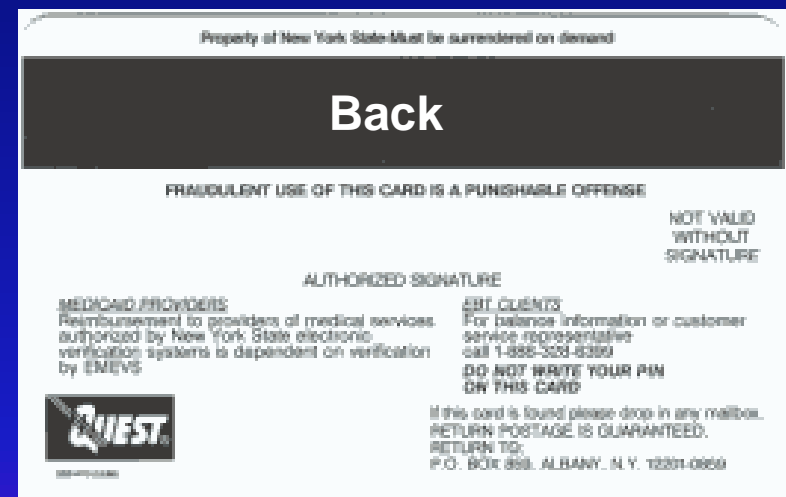 Property of New York State-Must be surrendered on demand
Back
FRAUDULENT USE OF THIS CARD IS A PUNISHABLE OFFENSE
NOT VALID
WITHOUT
SIGNATURE
AUTHORIZED SIGNATURE
MEDICAID PROVIDERS
Reimbursement to providers of medical services
authorized by New York State electronic
verification systems is dependent on verification
by EMEVS
EBT CLIENTS
For balance information or customer
service representative
call
DO NOT WRITE YOUR PIN
ON THIS CARD
QUEST
If this card is found please drop in any mailbox.
RETURN POSTAGE IS GUARANTEED.
RETURN TO:
P.O. BOX ALBANY, N.Y.